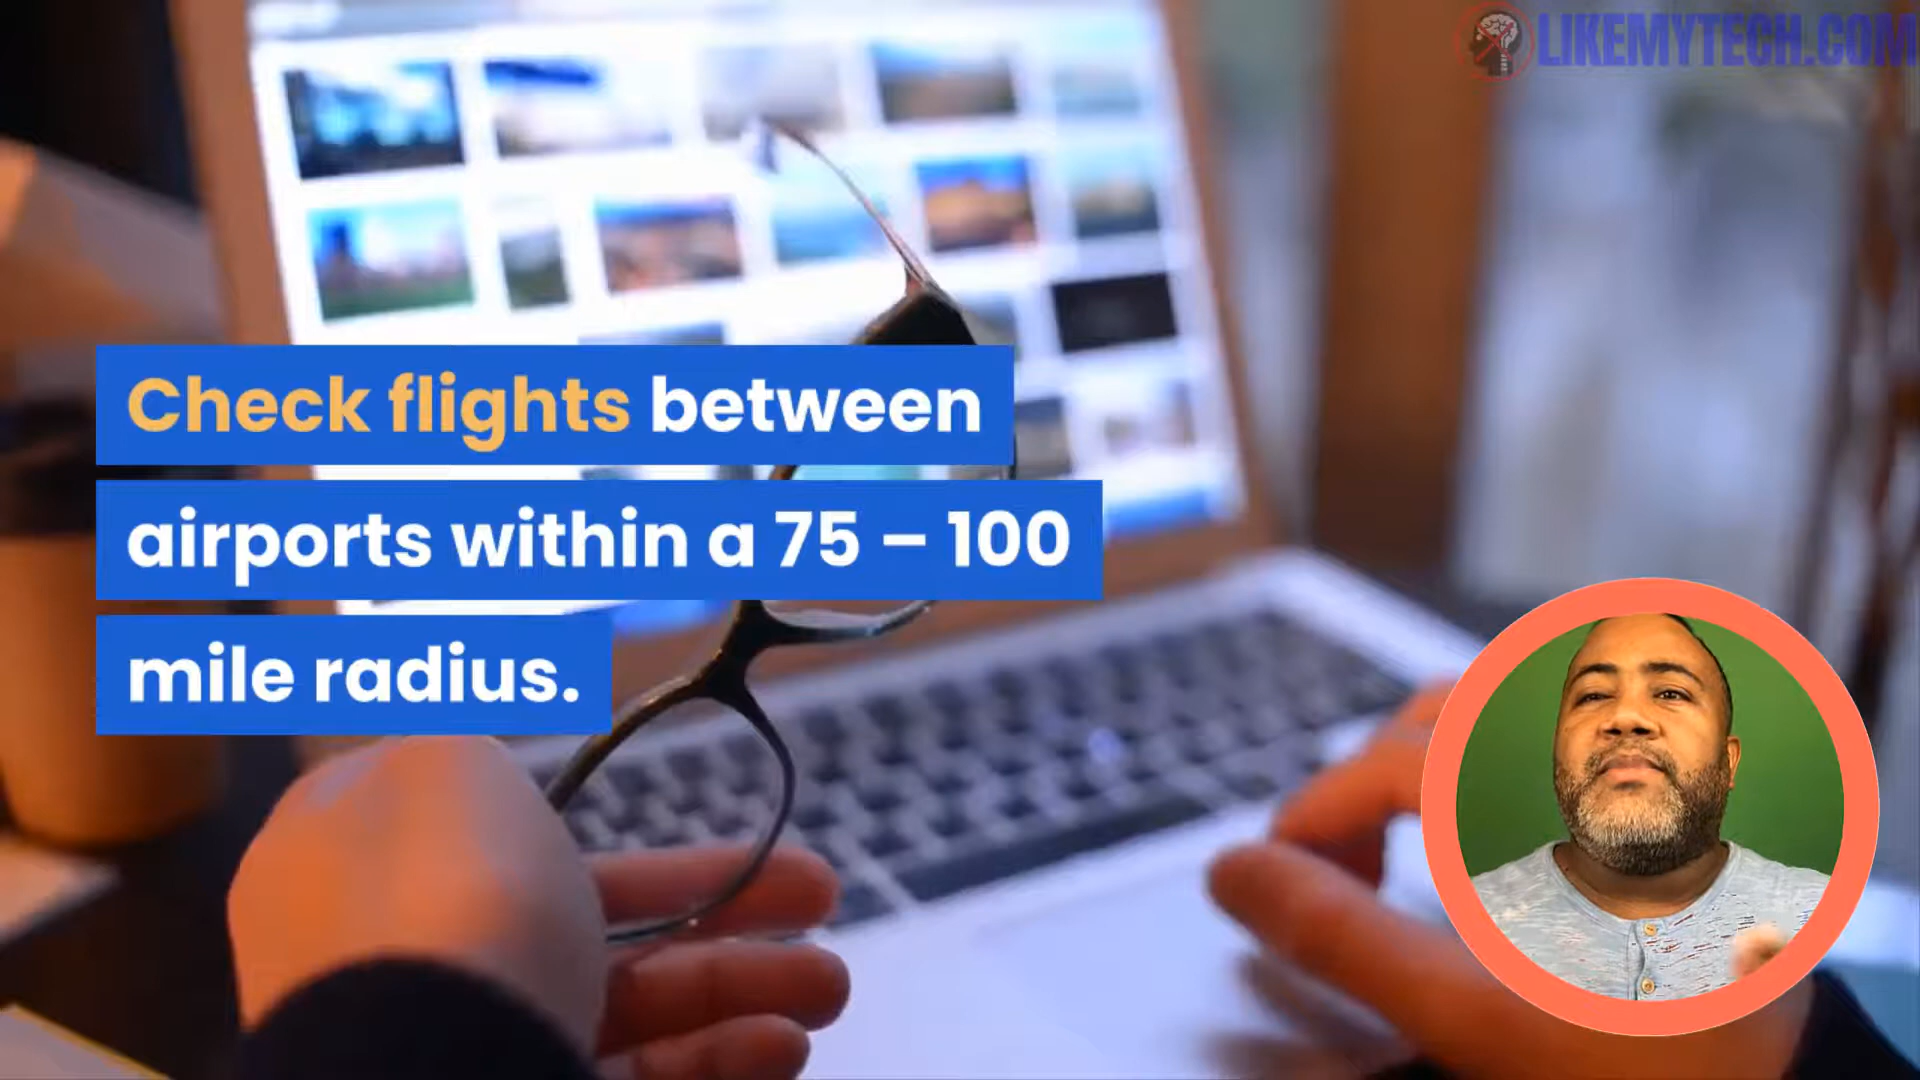 LIKEMYTECH.COM
Check flights between
airports within a 75 – 100
mile radius.